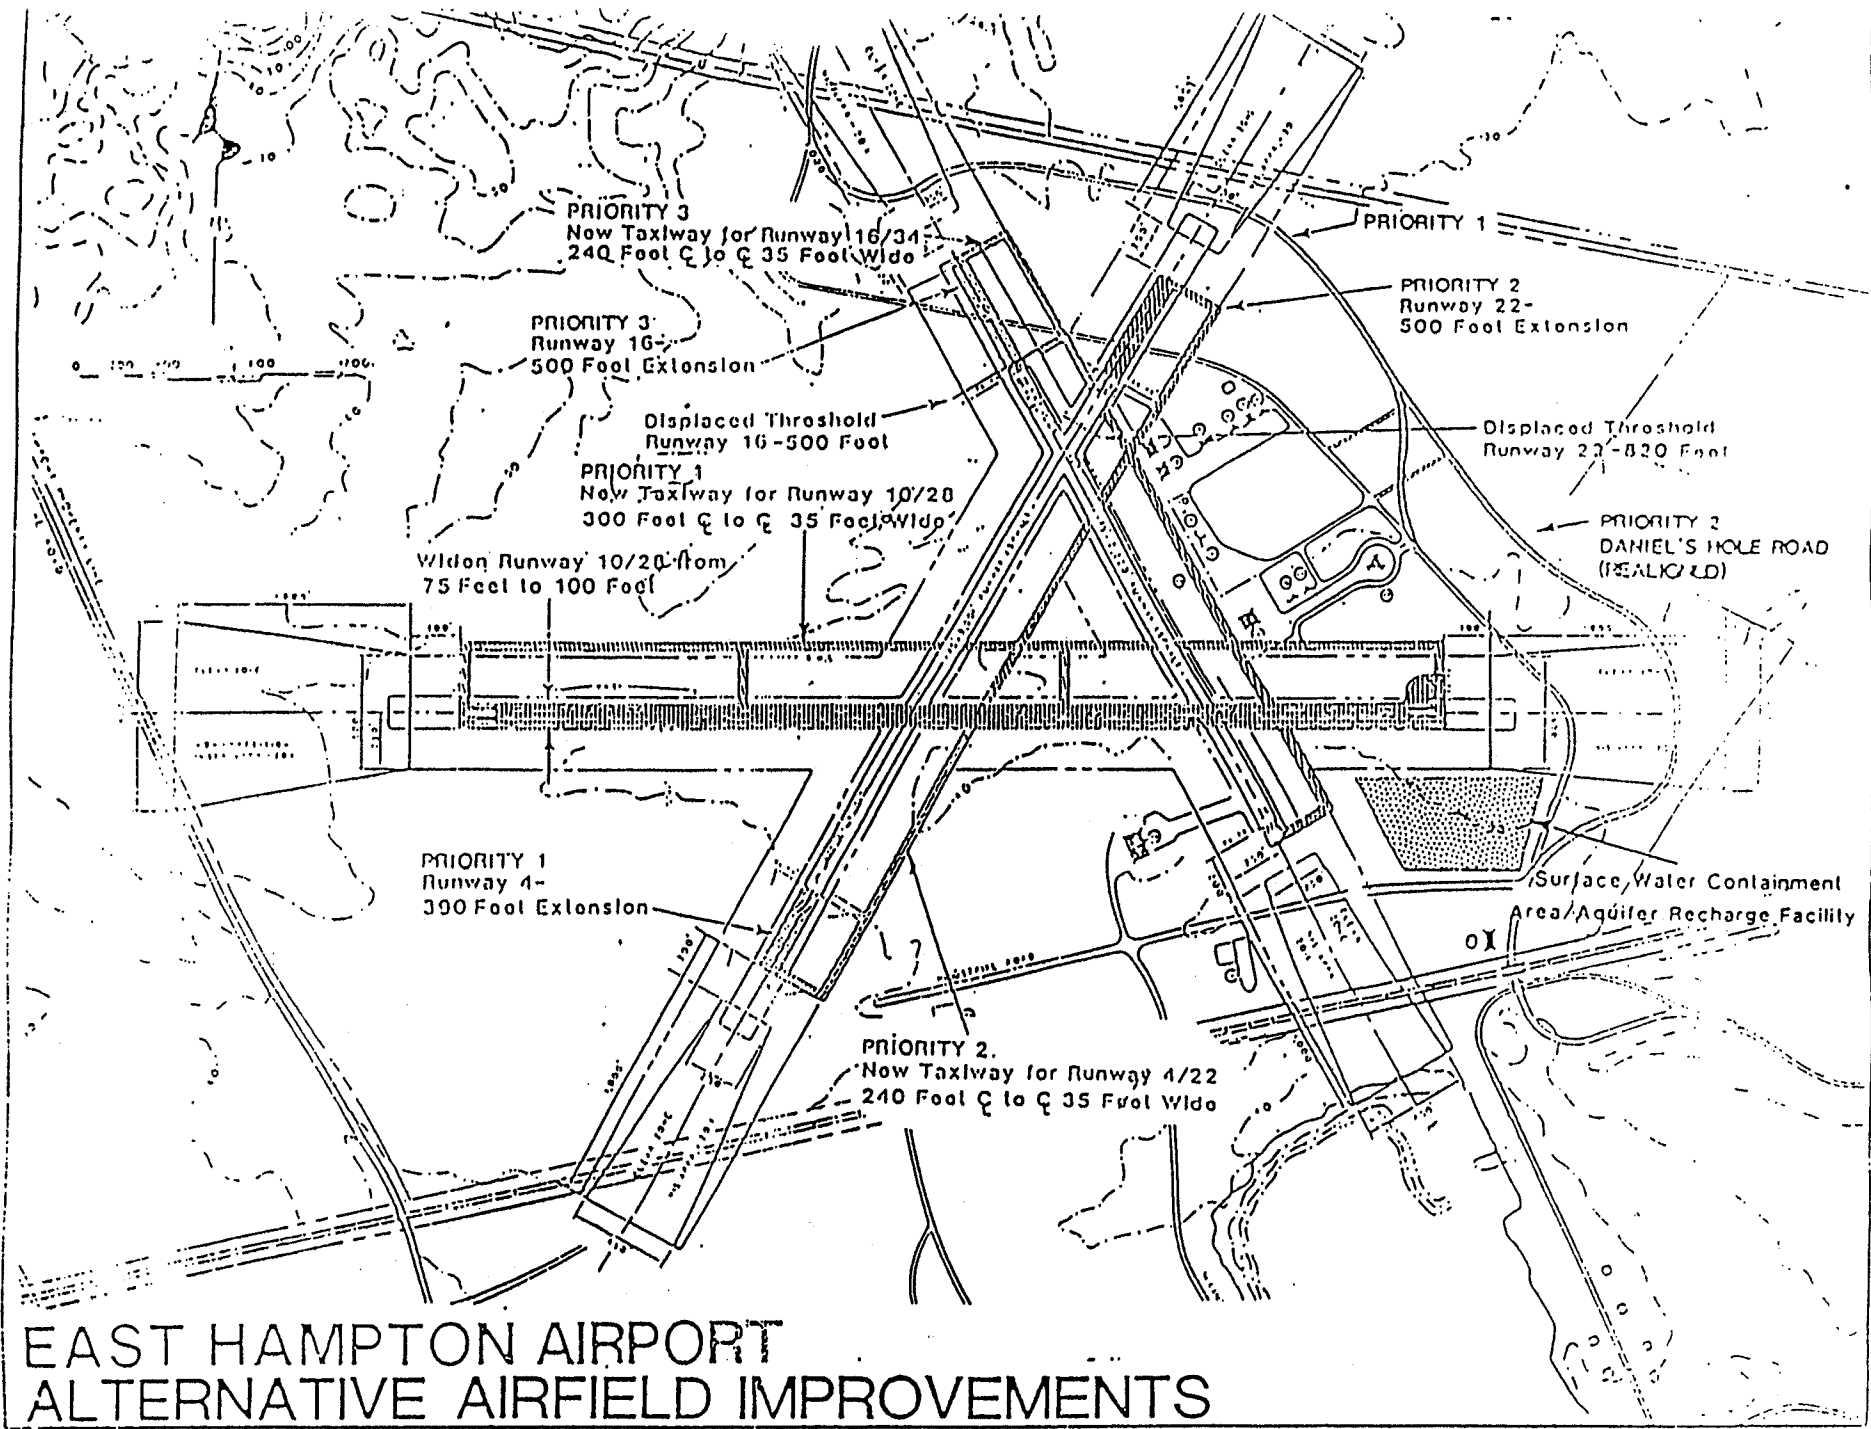 PRIORITY 3
New Taxiway for Runway 16/34
240 Foot ℄ to ℄ 35 Foot Wide
PRIORITY 1
PRIORITY 2
Runway 22-
500 Foot Extension
PRIORITY 3
Runway 16-
500 Foot Extension
Displaced Threshold
Runway 16-500 Foot
Displaced Threshold
Runway 22-820 Foot
PRIORITY 1
New Taxiway for Runway 10/28
300 Foot ℄ to ℄ 35 Foot Wide
PRIORITY 2
DANIEL'S HOLE ROAD
(REALIGNED)
Widen Runway 10/28 from
75 Feet to 100 Foot
PRIORITY 1
Runway 4-
390 Foot Extension
Surface Water Containment
Area/Aquifer Recharge Facility
PRIORITY 2.
New Taxiway for Runway 4/22
240 Foot ℄ to ℄ 35 Foot Wide
EAST HAMPTON AIRPORT
ALTERNATIVE AIRFIELD IMPROVEMENTS